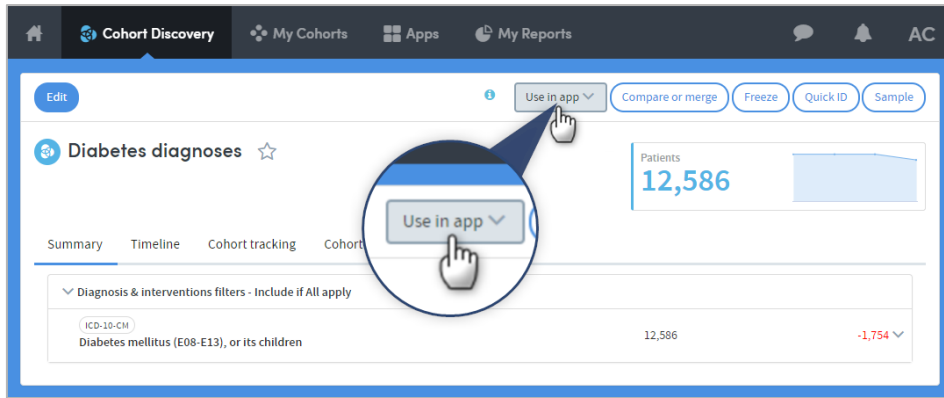 Cohort Discovery My Cohorts Apps My Reports AC
Edit Use in app Compare or merge Freeze Quick ID Sample
Diabetes diagnoses
Patients
12,586
Use in app
Summary Timeline Cohort tracking Cohort
Diagnosis & interventions filters - Include if All apply
ICD-10-CM
Diabetes mellitus (E08-E13), or its children 12,586 -1,754